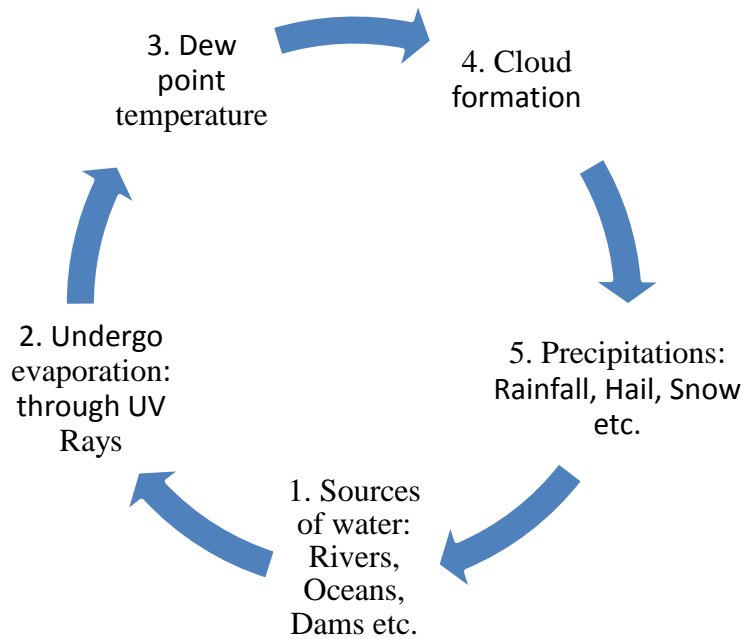 1. Sources
of water:
Rivers,
Oceans,
Dams etc.
2. Undergo
evaporation:
through UV
Rays
3. Dew
point
temperature
4. Cloud
formation
5. Precipitations:
Rainfall, Hail, Snow
etc.